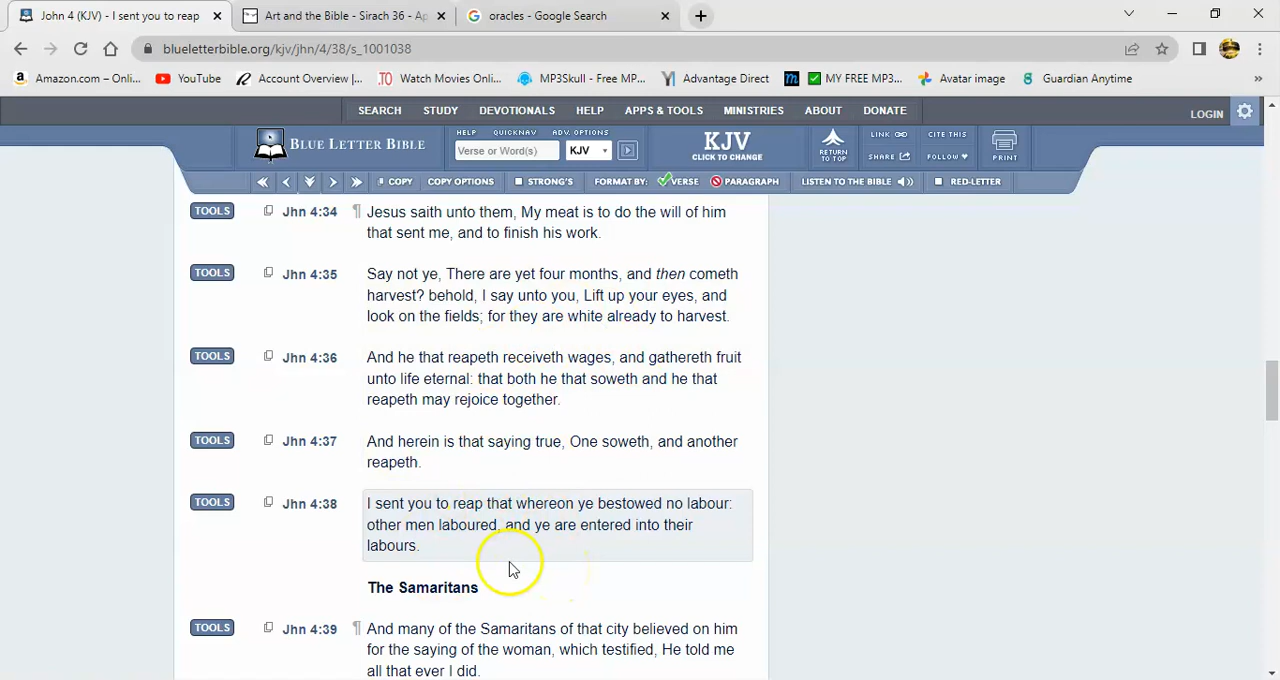 John 4 (KJV) - I sent you to reap
Art and the Bible - Sirach 36 - Ap
oracles - Google Search
blueletterbible.org/kjv/jhn/4/38/s_1001038
Amazon.com – Onli...
YouTube
Account Overview |...
Watch Movies Onlin...
MP3Skull - Free MP...
Advantage Direct
MY FREE MP3...
Avatar image
Guardian Anytime
»
SEARCH STUDY DEVOTIONALS HELP APPS & TOOLS MINISTRIES ABOUT DONATE
LOGIN
HELP QUICKNAV ADV. OPTIONS
BLUE LETTER BIBLE
Verse or Word(s)
KJV
KJV
CLICK TO CHANGE
RETURN
TO TOP
LINK
CITE THIS
SHARE
FOLLOW
PRINT
COPY
COPY OPTIONS
STRONG'S
FORMAT BY:
VERSE
PARAGRAPH
LISTEN TO THE BIBLE
RED-LETTER
TOOLS Jhn 4:34 ¶ Jesus saith unto them, My meat is to do the will of him
that sent me, and to finish his work.
TOOLS Jhn 4:35 Say not ye, There are yet four months, and then cometh
harvest? behold, I say unto you, Lift up your eyes, and
look on the fields; for they are white already to harvest.
TOOLS Jhn 4:36 And he that reapeth receiveth wages, and gathereth fruit
unto life eternal: that both he that soweth and he that
reapeth may rejoice together.
TOOLS Jhn 4:37 And herein is that saying true, One soweth, and another
reapeth.
TOOLS Jhn 4:38 I sent you to reap that whereon ye bestowed no labour:
other men laboured, and ye are entered into their
labours.
The Samaritans
TOOLS Jhn 4:39 ¶ And many of the Samaritans of that city believed on him
for the saying of the woman, which testified, He told me
all that ever I did.